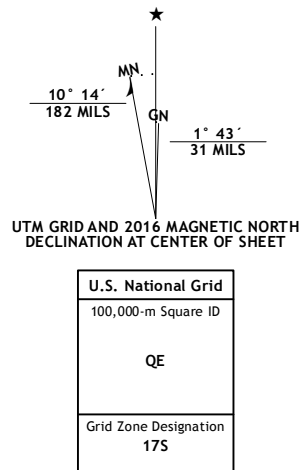 ★
MN
GN
10° 14´
182 MILS
1° 43´
31 MILS
UTM GRID AND 2016 MAGNETIC NORTH
DECLINATION AT CENTER OF SHEET
U.S. National Grid
100,000-m Square ID
QE
Grid Zone Designation
17S